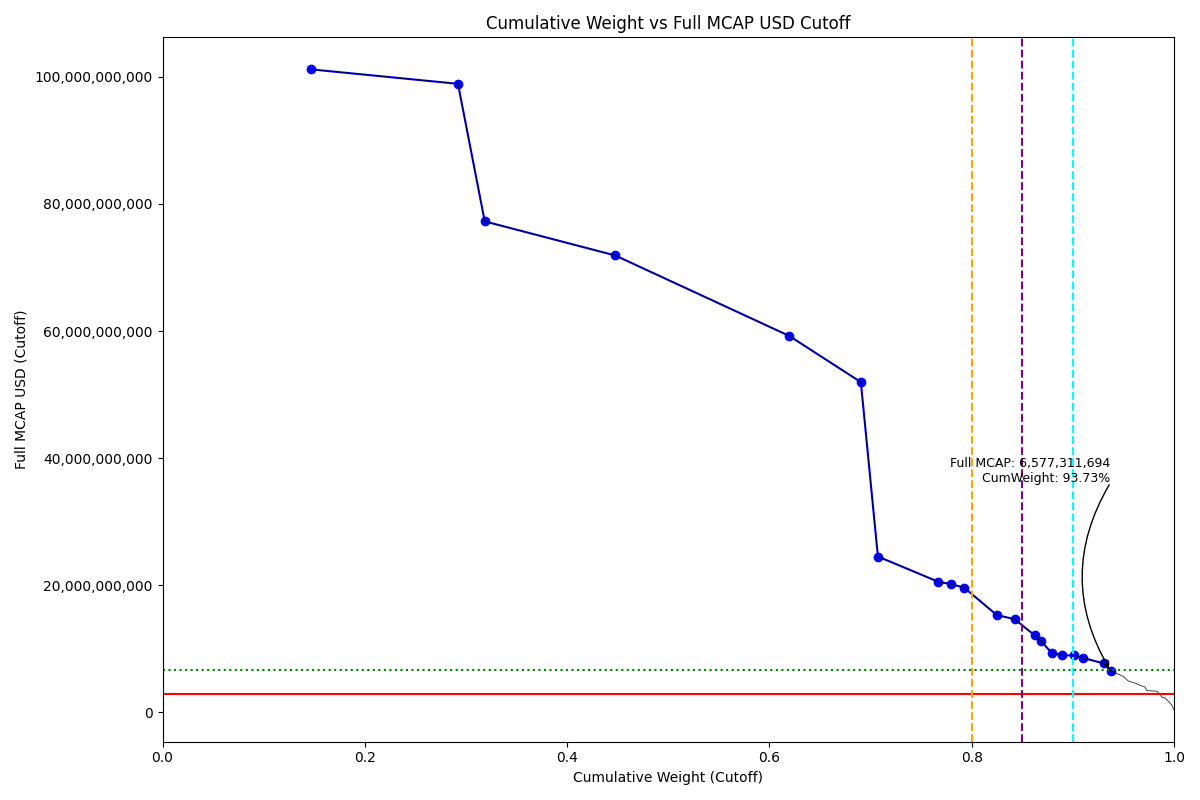 Cumulative Weight vs Full MCAP USD Cutoff
100,000,000,000
80,000,000,000
60,000,000,000
40,000,000,000
20,000,000,000
0
Full MCAP USD (Cutoff)
Full MCAP: 6,577,311,694
CumWeight: 93.73%
0.0 0.2 0.4 0.6 0.8 1.0
Cumulative Weight (Cutoff)